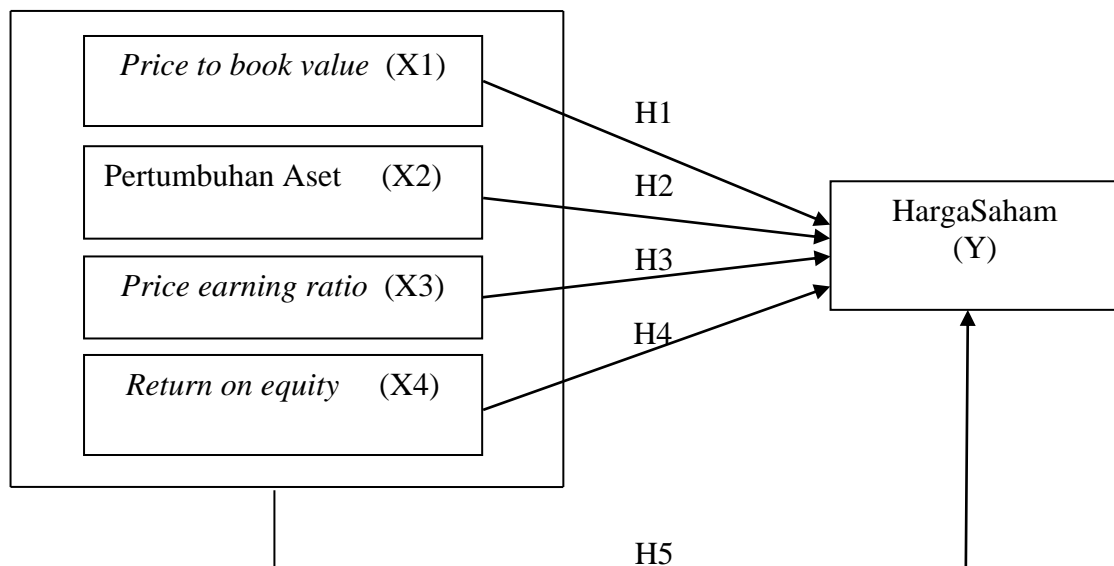 Price to book value (X1)
H1
Pertumbuhan Aset (X2)
H2
HargaSaham
(Y)
H3
Price earning ratio (X3)
H4
Return on equity (X4)
H5